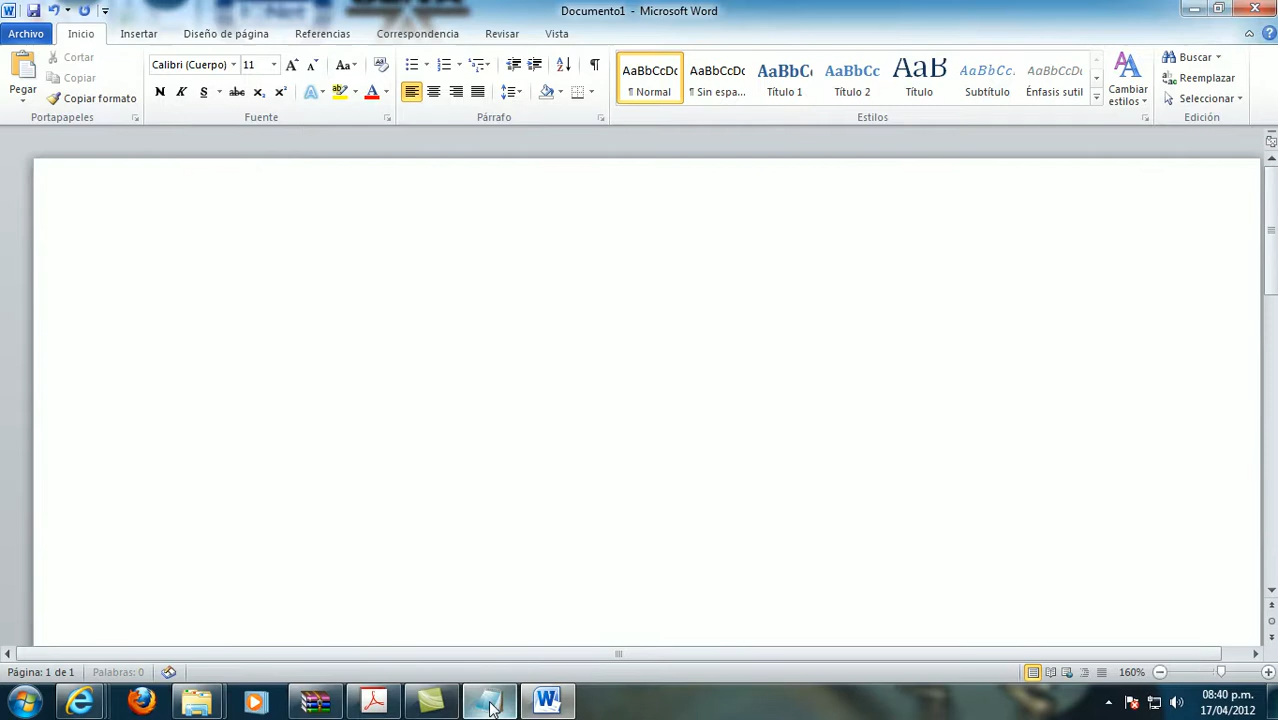 Documento1 - Microsoft Word
Archivo Inicio Insertar Diseño de página Referencias Correspondencia Revisar Vista
Pegar
Cortar
Copiar
Copiar formato
Portapapeles
Calibri (Cuerpo) 11
Fuente
Párrafo
AaBbCcDc AaBbCcDc AaBbC AaBbCc AaB AaBbCc. AaBbCcDc
¶ Normal ¶ Sin espa... Título 1 Título 2 Título Subtítulo Énfasis sutil
Cambiar
estilos
Estilos
Buscar
Reemplazar
Seleccionar
Edición
Página: 1 de 1 Palabras: 0 160%
08:40 p.m.
17/04/2012